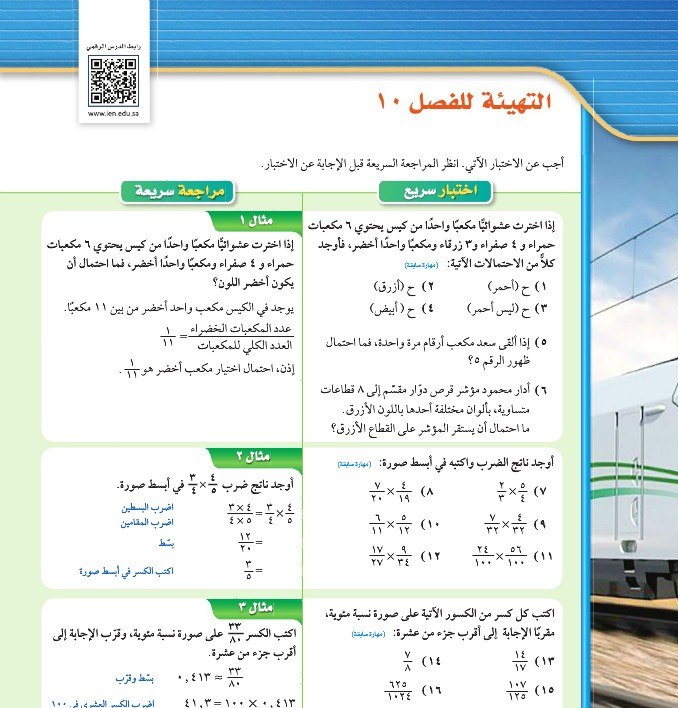 رابط الدرس الرقمي
www.ien.edu.sa
التهيئة للفصل ١٠
أجب عن الاختبار الآتي. انظر المراجعة السريعة قبل الإجابة عن الاختبار.
اختبار سريع
إذا اخترت عشوائيًّا مكعبًا واحدًا من كيس يحتوي ٦ مكعبات
حمراء و ٤ صفراء و٣ زرقاء ومكعبًا واحدًا أخضر، فأوجد
كلاًّ من الاحتمالات الآتية: (مهارة سابقة)
١) ح (أحمر) ٢) ح (أزرق)
٣) ح (ليس أحمر) ٤) ح (أبيض)
٥) إذا ألقى سعد مكعب أرقام مرة واحدة، فما احتمال
ظهور الرقم ٥؟
٦) أدار محمود مؤشر قرص دوّار مقسّم إلى ٨ قطاعات
متساوية، بألوان مختلفة أحدها باللون الأزرق.
ما احتمال أن يستقر المؤشر على القطاع الأزرق؟
أوجد ناتج الضرب واكتبه في أبسط صورة: (مهارة سابقة)
٧) ٥/٤ × ٢/٣ ٨) ٤/١٩ × ٧/٢٠
٩) ٤/٣٢ × ٧/٣٢ ١٠) ٥/١٢ × ٦/١١
١١) ٥٦/١٠٠ × ٢٤/١٠٠ ١٢) ٩/٣٤ × ١٧/٢٧
اكتب كل كسر من الكسور الآتية على صورة نسبة مئوية،
مقربًا الإجابة إلى أقرب جزء من عشرة: (مهارة سابقة)
١٣) ١٤/١٧ ١٤) ٧/٨
١٥) ١٠٧/١٢٥ ١٦) ٦٢٥/١٠٢٤
مراجعة سريعة
مثال ١
إذا اخترت عشوائيًّا مكعبًا واحدًا من كيس يحتوي ٦ مكعبات
حمراء و ٤ صفراء ومكعبًا واحدًا أخضر، فما احتمال أن
يكون أخضر اللون؟
يوجد في الكيس مكعب واحد أخضر من بين ١١ مكعبًا.
عدد المكعبات الخضراء
العدد الكلي للمكعبات = ١/١١
إذن، احتمال اختيار مكعب أخضر هو ١/١١.
مثال ٢
أوجد ناتج ضرب ٤/٥ × ٣/٤ في أبسط صورة.
٤/٥ × ٣/٤ = ٤×٣/٥×٤ اضرب البسطين
اضرب المقامين
= ١٢/٢٠ بسّط
= ٣/٥ اكتب الكسر في أبسط صورة
مثال ٣
اكتب الكسر ٣٣/٨٠ على صورة نسبة مئوية، وقرّب الإجابة إلى
أقرب جزء من عشرة.
٣٣/٨٠ ≈ ٠,٤١٣ بسّط وقرّب
٠,٤١٣ × ١٠٠ = ٤١,٣ اضرب الكسر العشري في ١٠٠